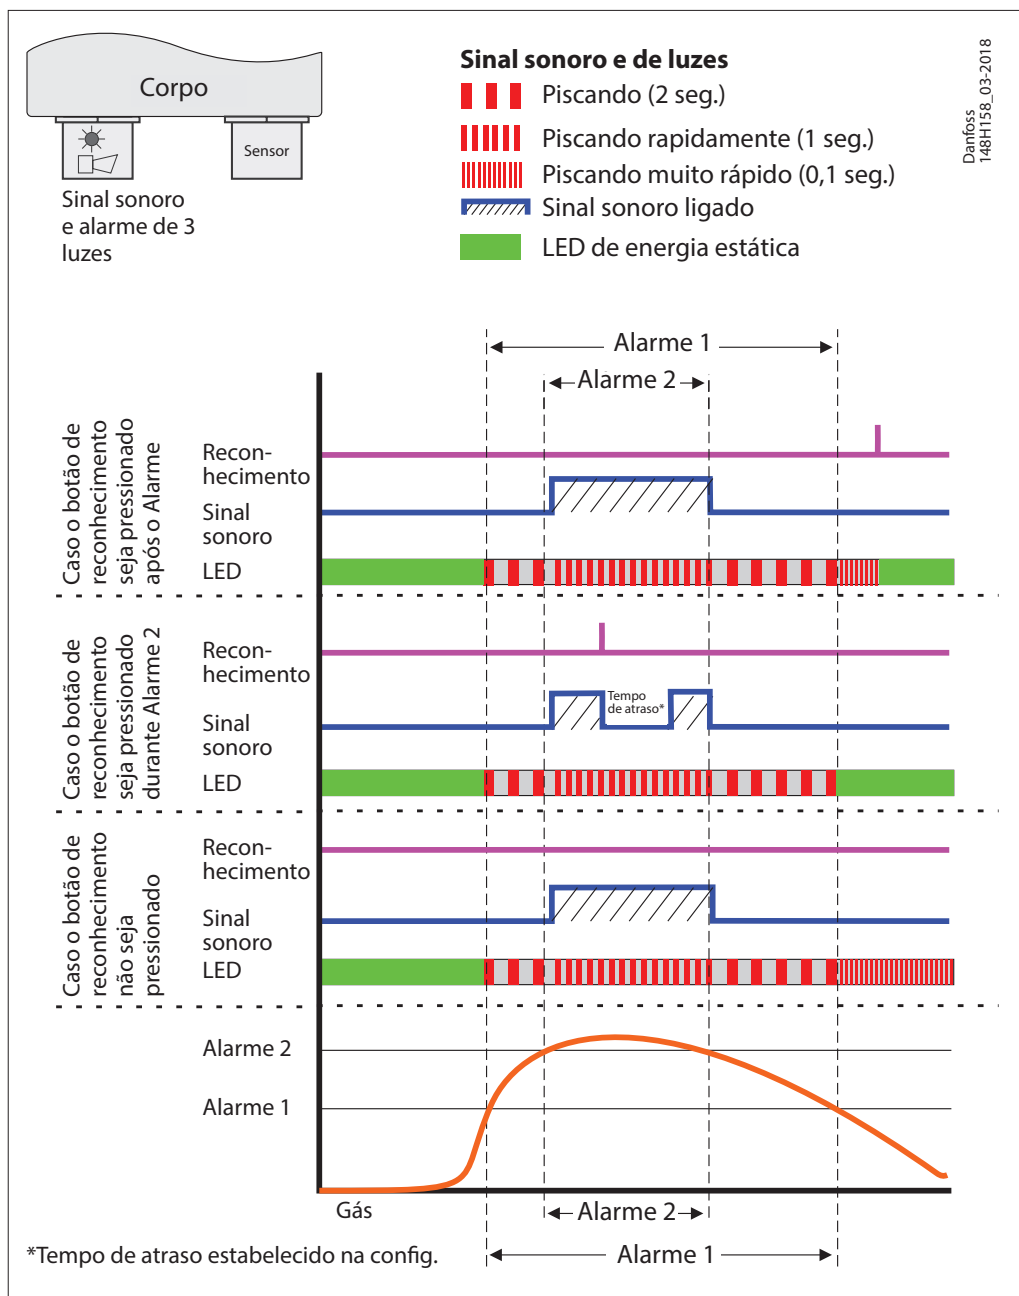 Corpo
Sensor
Sinal sonoro
e alarme de 3
luzes
Sinal sonoro e de luzes
Piscando (2 seg.)
Piscando rapidamente (1 seg.)
Piscando muito rápido (0,1 seg.)
Sinal sonoro ligado
LED de energia estática
Danfoss
148H158_03-2018
Alarme 1
Alarme 2
Caso o botão de
reconhecimento
seja pressionado
após o Alarme
Recon-
hecimento
Sinal
sonoro
LED
Caso o botão de
reconhecimento
seja pressionado
durante Alarme 2
Recon-
hecimento
Tempo
de atraso*
Sinal
sonoro
LED
Caso o botão de
reconhecimento
não seja
pressionado
Recon-
hecimento
Sinal
sonoro
LED
Alarme 2
Alarme 1
Gás
Alarme 2
Alarme 1
*Tempo de atraso estabelecido na config.